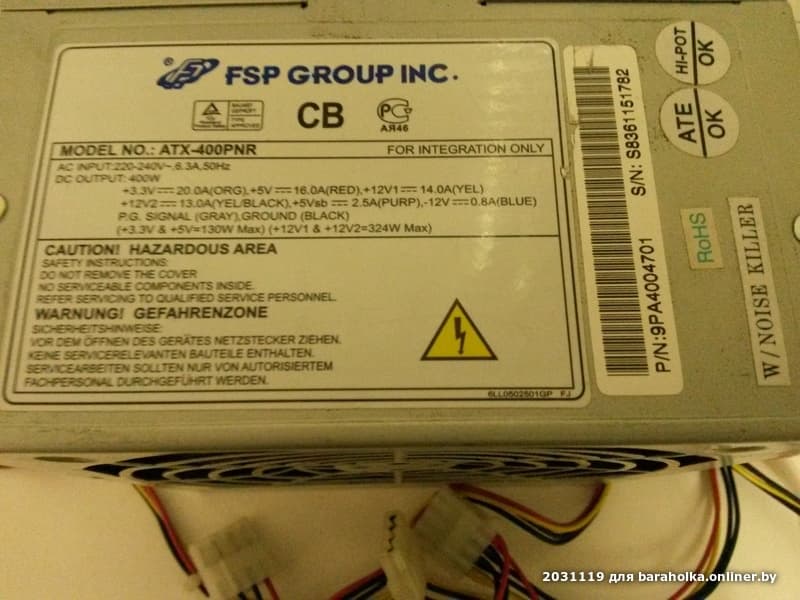 FSP GROUP INC.
BAUART GEPRÜFT
TYPE APPROVED
CB
РС
АЯ46
MODEL NO.: ATX-400PNR FOR INTEGRATION ONLY
AC INPUT:220-240V~,6.3A,50Hz
DC OUTPUT: 400W
+3.3V ⎓ 20.0A(ORG),+5V ⎓ 16.0A(RED),+12V1 ⎓ 14.0A(YEL)
+12V2 ⎓ 13.0A(YEL/BLACK),+5Vsb ⎓ 2.5A(PURP),-12V ⎓ 0.8A(BLUE)
P.G. SIGNAL (GRAY),GROUND (BLACK)
(+3.3V & +5V=130W Max) (+12V1 & +12V2=324W Max)
CAUTION! HAZARDOUS AREA
SAFETY INSTRUCTIONS:
DO NOT REMOVE THE COVER
NO SERVICEABLE COMPONENTS INSIDE.
REFER SERVICING TO QUALIFIED SERVICE PERSONNEL.
WARNUNG! GEFAHRENZONE
SICHERHEITSHINWEISE:
VOR DEM ÖFFNEN DES GERÄTES NETZSTECKER ZIEHEN.
KEINE SERVICERELEVANTEN BAUTEILE ENTHALTEN.
SERVICEARBEITEN SOLLTEN NUR VON AUTORISIERTEM
FACHPERSONAL DURCHGEFÜHRT WERDEN.
6LL0502501GP FJ
S/N: S8361151782
P/N:9PA4004701
HI-POT
OK
ATE
OK
RoHS
W/NOISE KILLER
2031119 для baraholka.onliner.by